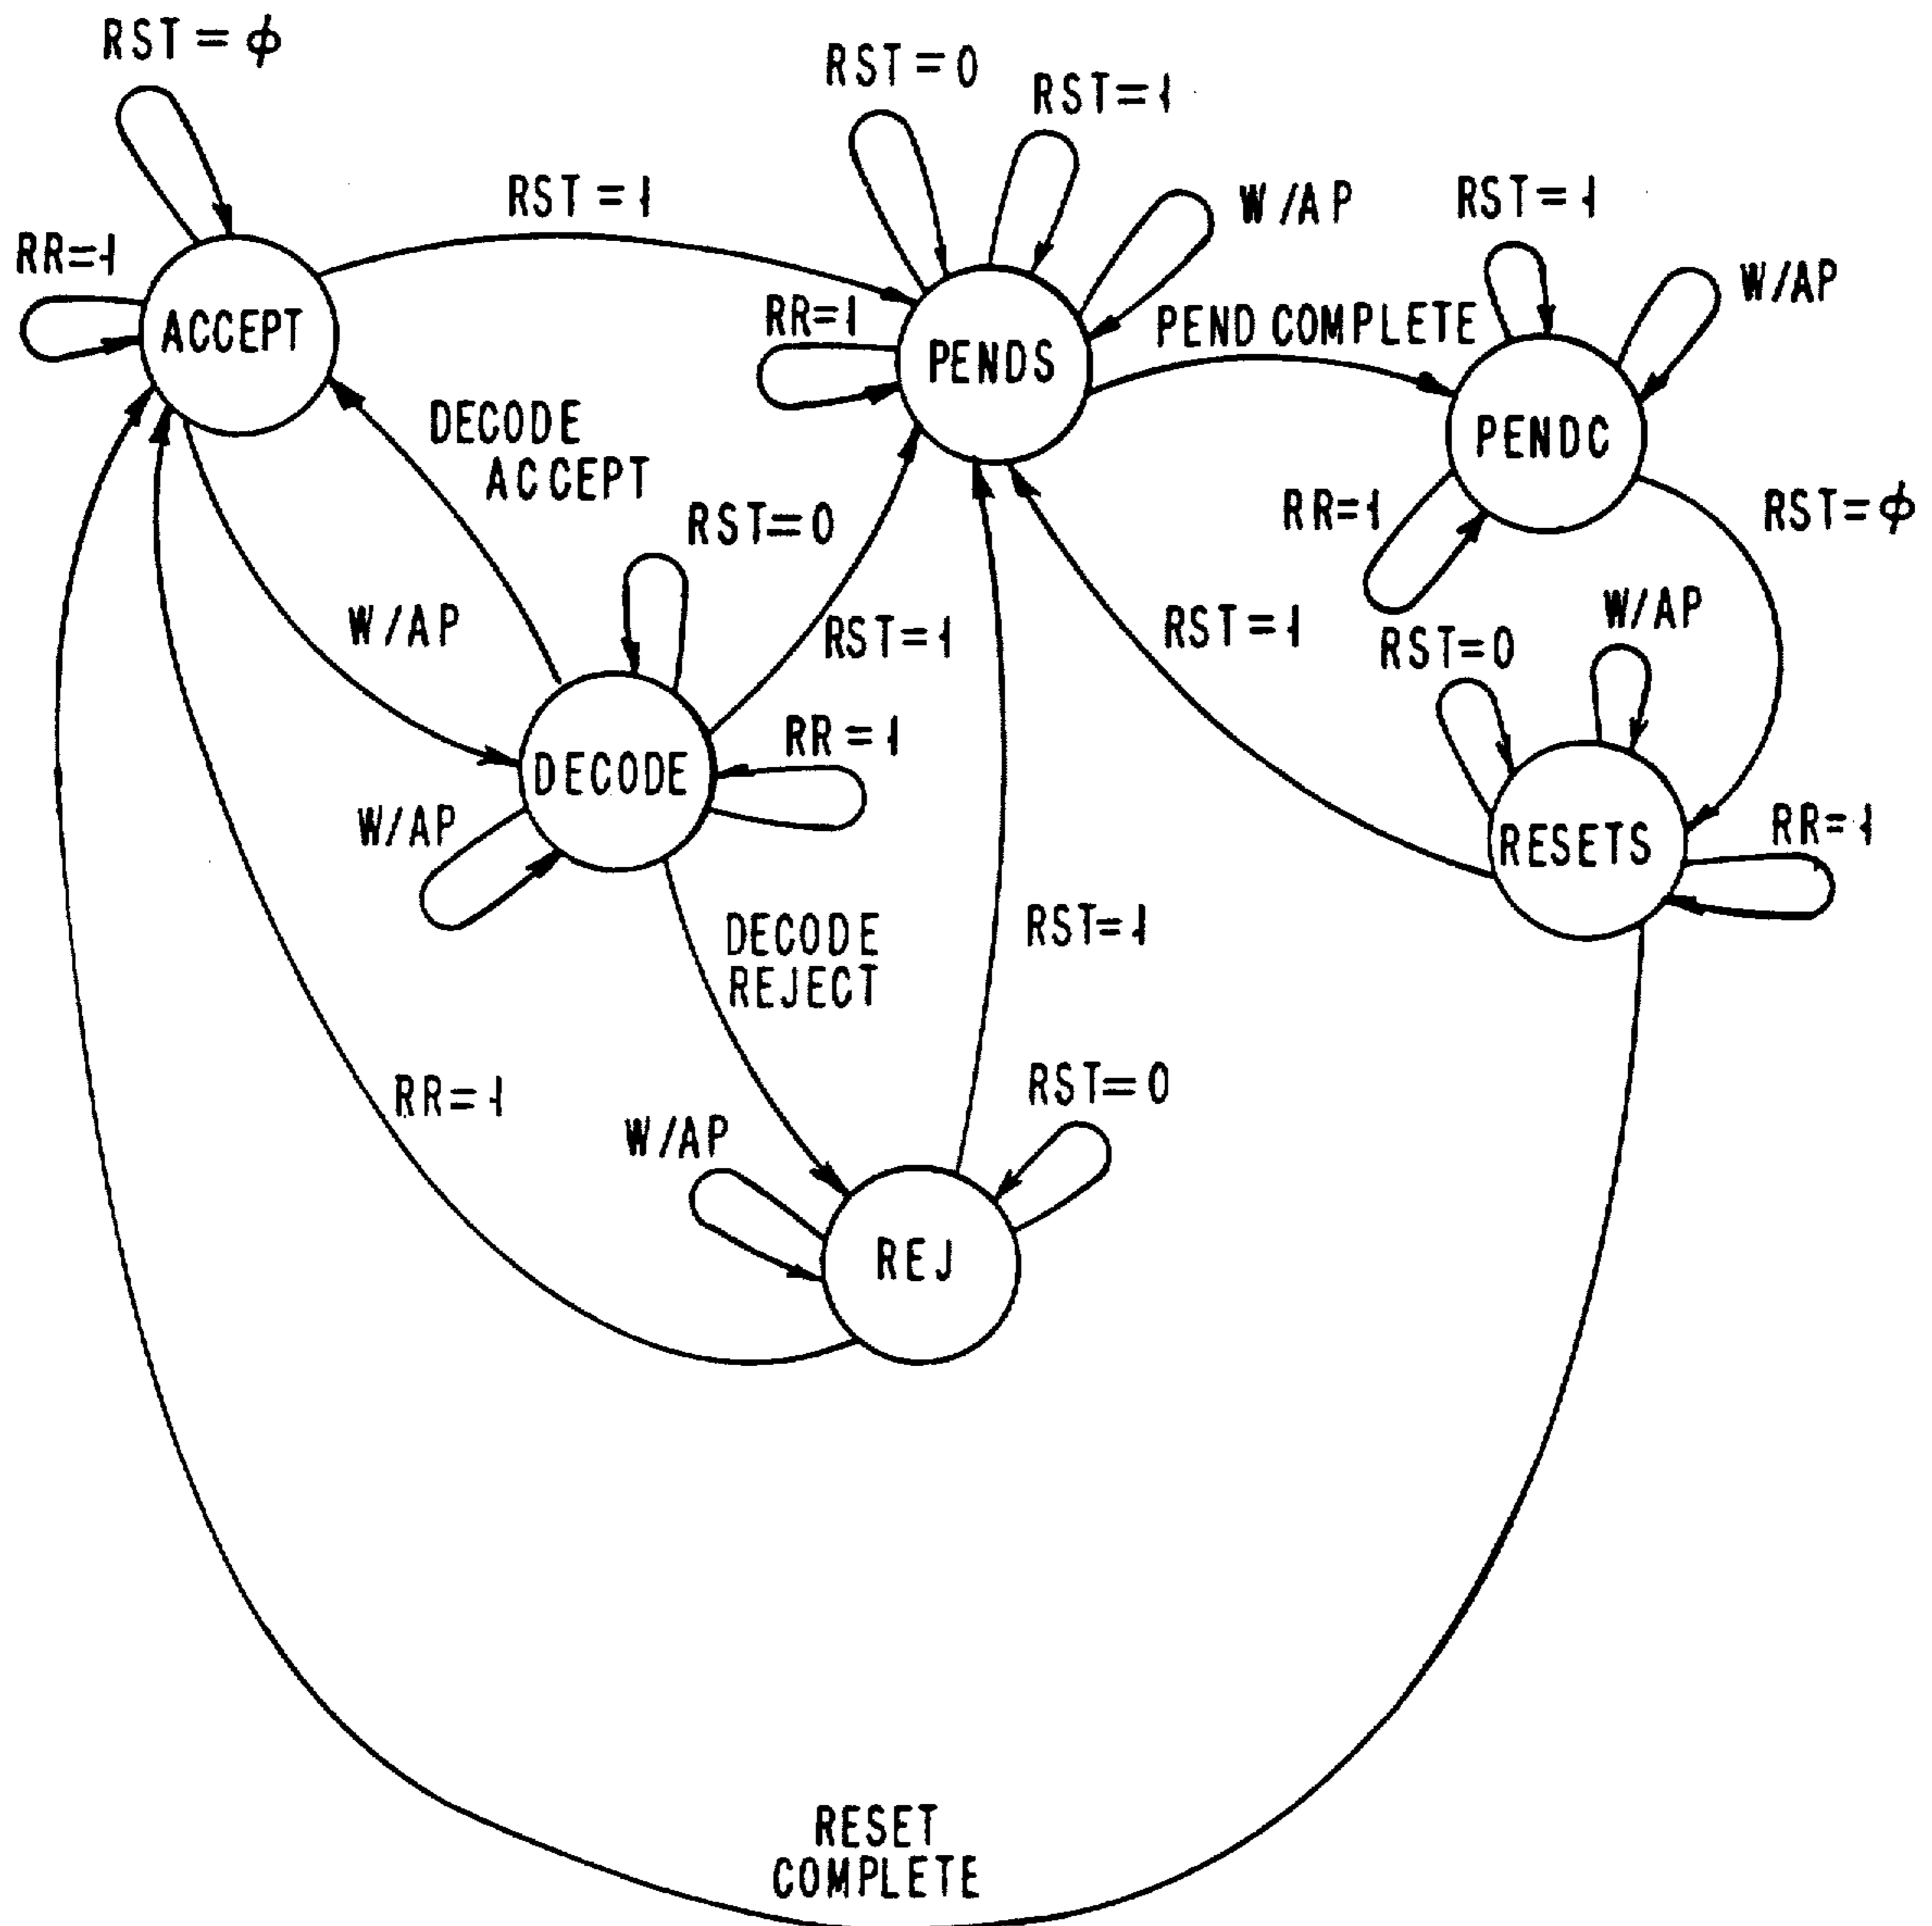 RST = ϕ
RST=0
RST=1
RST=1
W/AP
RST=1
W/AP
RR=1
ACCEPT
RR=1
PENDS
PEND COMPLETE
PENDC
DECODE
ACCEPT
RR=1
RST=ϕ
RST=0
W/AP
RST=1
RST=1
RST=0
W/AP
DECODE
RR=1
W/AP
RESETS
RR=1
DECODE
REJECT
RST=1
RR=1
W/AP
RST=0
REJ
RESET
COMPLETE